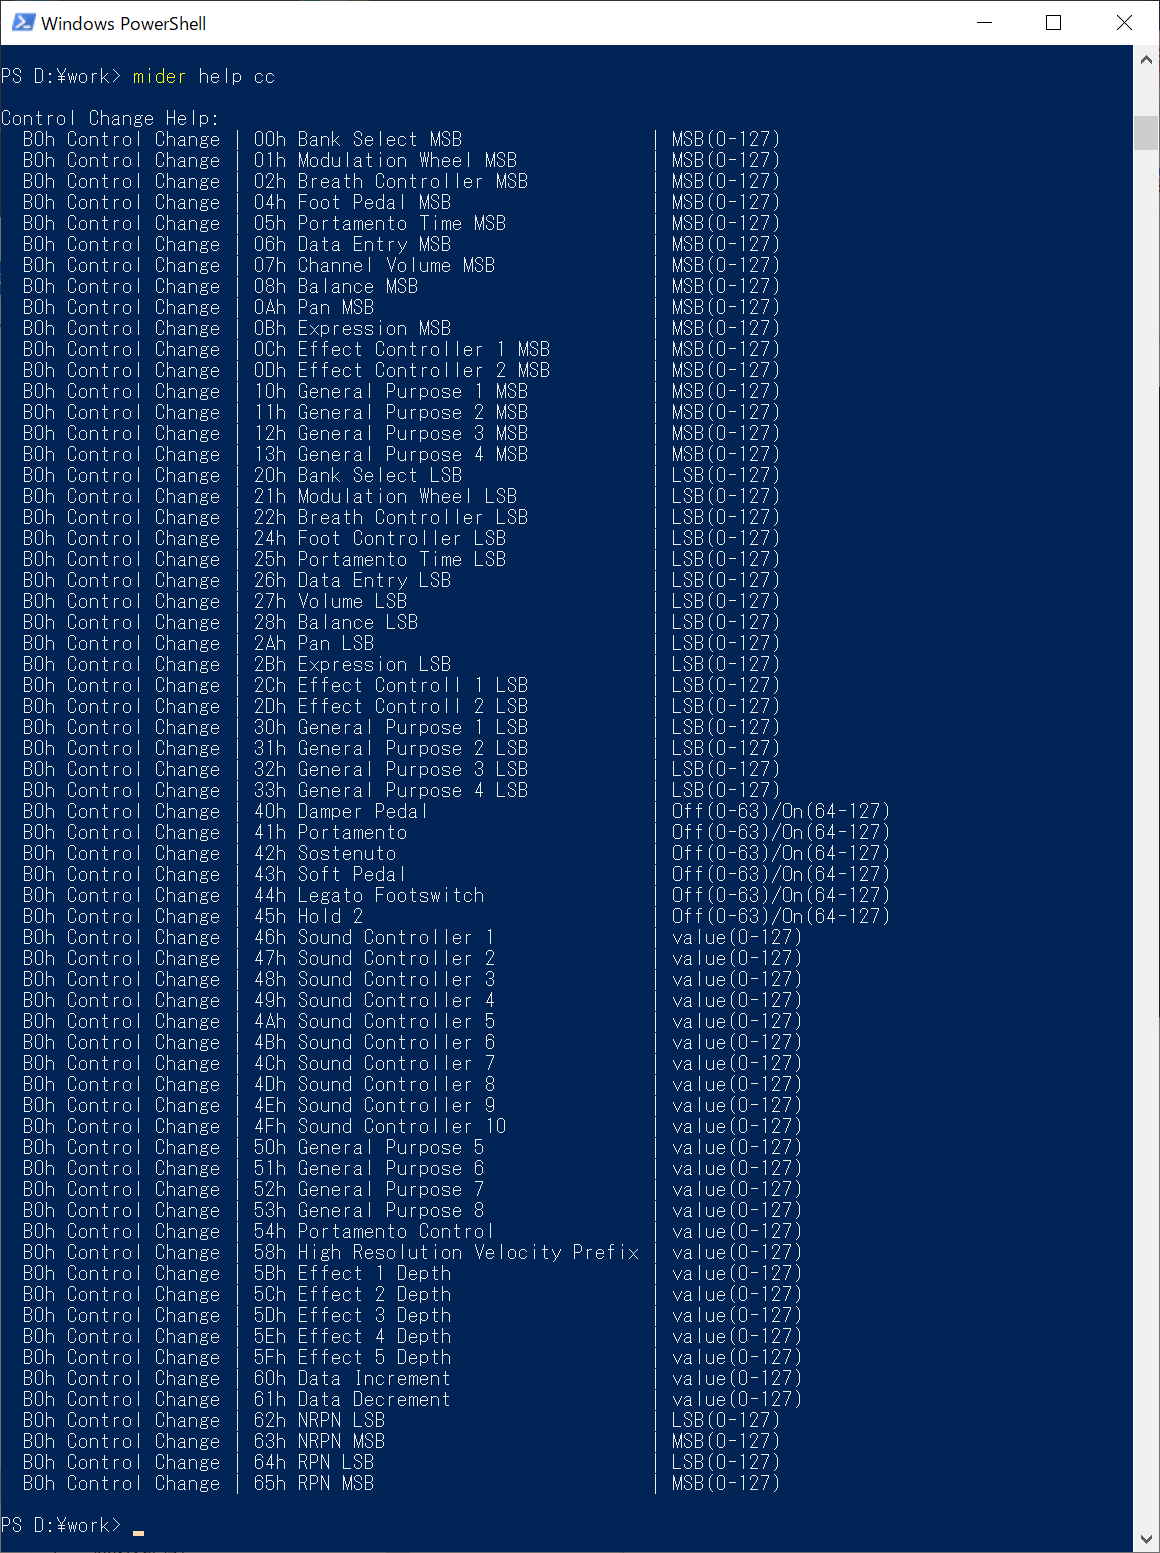 Windows PowerShell
PS D:¥work> mider help cc
Control Change Help:
B0h Control Change | 00h Bank Select MSB | MSB(0-127)
B0h Control Change | 01h Modulation Wheel MSB | MSB(0-127)
B0h Control Change | 02h Breath Controller MSB | MSB(0-127)
B0h Control Change | 04h Foot Pedal MSB | MSB(0-127)
B0h Control Change | 05h Portamento Time MSB | MSB(0-127)
B0h Control Change | 06h Data Entry MSB | MSB(0-127)
B0h Control Change | 07h Channel Volume MSB | MSB(0-127)
B0h Control Change | 08h Balance MSB | MSB(0-127)
B0h Control Change | 0Ah Pan MSB | MSB(0-127)
B0h Control Change | 0Bh Expression MSB | MSB(0-127)
B0h Control Change | 0Ch Effect Controller 1 MSB | MSB(0-127)
B0h Control Change | 0Dh Effect Controller 2 MSB | MSB(0-127)
B0h Control Change | 10h General Purpose 1 MSB | MSB(0-127)
B0h Control Change | 11h General Purpose 2 MSB | MSB(0-127)
B0h Control Change | 12h General Purpose 3 MSB | MSB(0-127)
B0h Control Change | 13h General Purpose 4 MSB | MSB(0-127)
B0h Control Change | 20h Bank Select LSB | LSB(0-127)
B0h Control Change | 21h Modulation Wheel LSB | LSB(0-127)
B0h Control Change | 22h Breath Controller LSB | LSB(0-127)
B0h Control Change | 24h Foot Controller LSB | LSB(0-127)
B0h Control Change | 25h Portamento Time LSB | LSB(0-127)
B0h Control Change | 26h Data Entry LSB | LSB(0-127)
B0h Control Change | 27h Volume LSB | LSB(0-127)
B0h Control Change | 28h Balance LSB | LSB(0-127)
B0h Control Change | 2Ah Pan LSB | LSB(0-127)
B0h Control Change | 2Bh Expression LSB | LSB(0-127)
B0h Control Change | 2Ch Effect Controll 1 LSB | LSB(0-127)
B0h Control Change | 2Dh Effect Controll 2 LSB | LSB(0-127)
B0h Control Change | 30h General Purpose 1 LSB | LSB(0-127)
B0h Control Change | 31h General Purpose 2 LSB | LSB(0-127)
B0h Control Change | 32h General Purpose 3 LSB | LSB(0-127)
B0h Control Change | 33h General Purpose 4 LSB | LSB(0-127)
B0h Control Change | 40h Damper Pedal | Off(0-63)/On(64-127)
B0h Control Change | 41h Portamento | Off(0-63)/On(64-127)
B0h Control Change | 42h Sostenuto | Off(0-63)/On(64-127)
B0h Control Change | 43h Soft Pedal | Off(0-63)/On(64-127)
B0h Control Change | 44h Legato Footswitch | Off(0-63)/On(64-127)
B0h Control Change | 45h Hold 2 | Off(0-63)/On(64-127)
B0h Control Change | 46h Sound Controller 1 | value(0-127)
B0h Control Change | 47h Sound Controller 2 | value(0-127)
B0h Control Change | 48h Sound Controller 3 | value(0-127)
B0h Control Change | 49h Sound Controller 4 | value(0-127)
B0h Control Change | 4Ah Sound Controller 5 | value(0-127)
B0h Control Change | 4Bh Sound Controller 6 | value(0-127)
B0h Control Change | 4Ch Sound Controller 7 | value(0-127)
B0h Control Change | 4Dh Sound Controller 8 | value(0-127)
B0h Control Change | 4Eh Sound Controller 9 | value(0-127)
B0h Control Change | 4Fh Sound Controller 10 | value(0-127)
B0h Control Change | 50h General Purpose 5 | value(0-127)
B0h Control Change | 51h General Purpose 6 | value(0-127)
B0h Control Change | 52h General Purpose 7 | value(0-127)
B0h Control Change | 53h General Purpose 8 | value(0-127)
B0h Control Change | 54h Portamento Control | value(0-127)
B0h Control Change | 58h High Resolution Velocity Prefix | value(0-127)
B0h Control Change | 5Bh Effect 1 Depth | value(0-127)
B0h Control Change | 5Ch Effect 2 Depth | value(0-127)
B0h Control Change | 5Dh Effect 3 Depth | value(0-127)
B0h Control Change | 5Eh Effect 4 Depth | value(0-127)
B0h Control Change | 5Fh Effect 5 Depth | value(0-127)
B0h Control Change | 60h Data Increment | value(0-127)
B0h Control Change | 61h Data Decrement | value(0-127)
B0h Control Change | 62h NRPN LSB | LSB(0-127)
B0h Control Change | 63h NRPN MSB | MSB(0-127)
B0h Control Change | 64h RPN LSB | LSB(0-127)
B0h Control Change | 65h RPN MSB | MSB(0-127)
PS D:¥work>